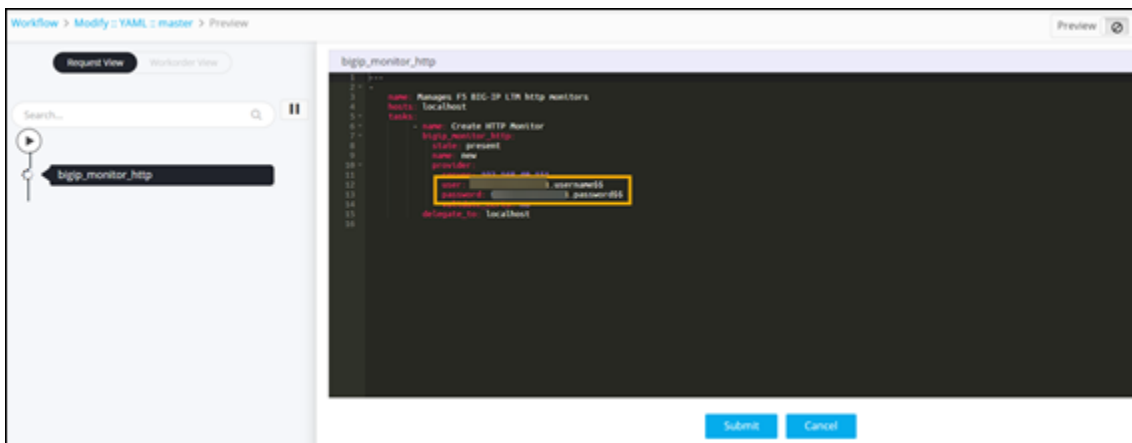 Workflow > Modify :: YAML :: master > Preview
Preview
Request View
Workorder View
Search...
bigip_monitor_http
bigip_monitor_http
1 ---
2 -
3 name: Manages F5 BIG-IP LTM http monitors
4 hosts: localhost
5 tasks:
6 - name: Create HTTP Monitor
7 bigip_monitor_http:
8 state: present
9 name: new
10 provider:
11
12 user: ).username$$
13 password: ).password$$
14
15 delegate_to: localhost
16
Submit
Cancel